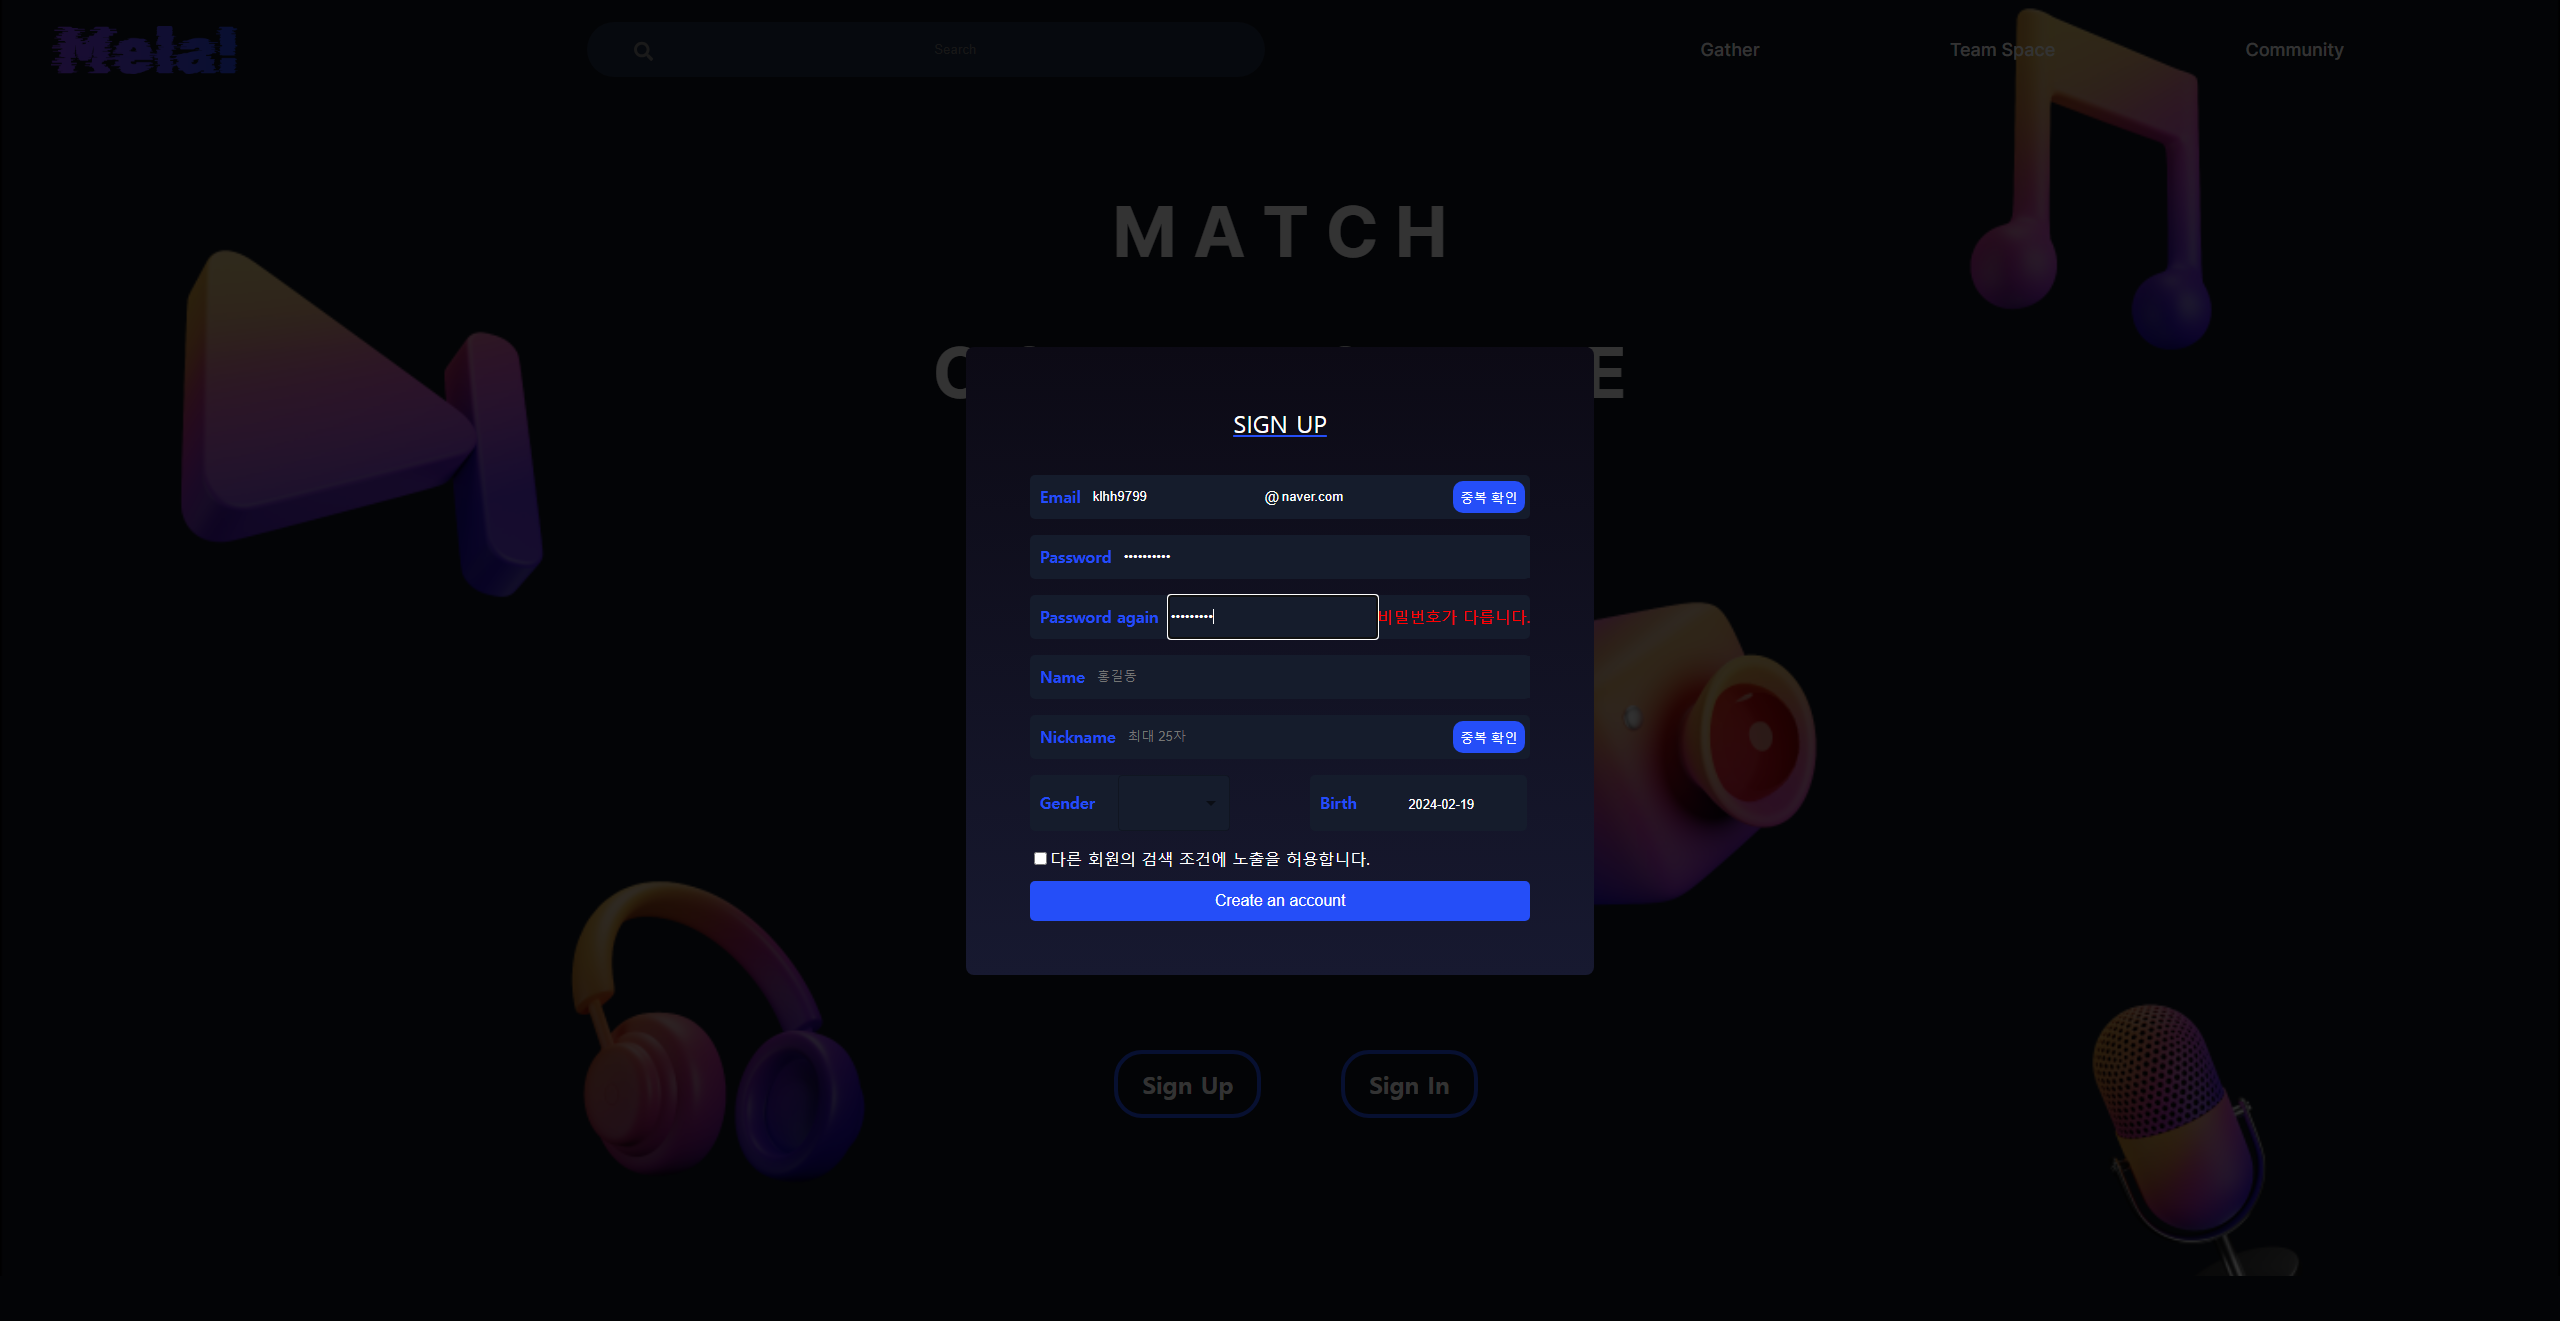 Mela!
Search
Gather
Team Space
Community
MATCH
E
SIGN UP
Email klhh9799 @ naver.com 중복 확인
Password ••••••••••
Password again ••••••••• 비밀번호가 다릅니다.
Name 홍길동
Nickname 최대 25자 중복 확인
Gender
Birth 2024-02-19
다른 회원의 검색 조건에 노출을 허용합니다.
Create an account
Sign Up
Sign In